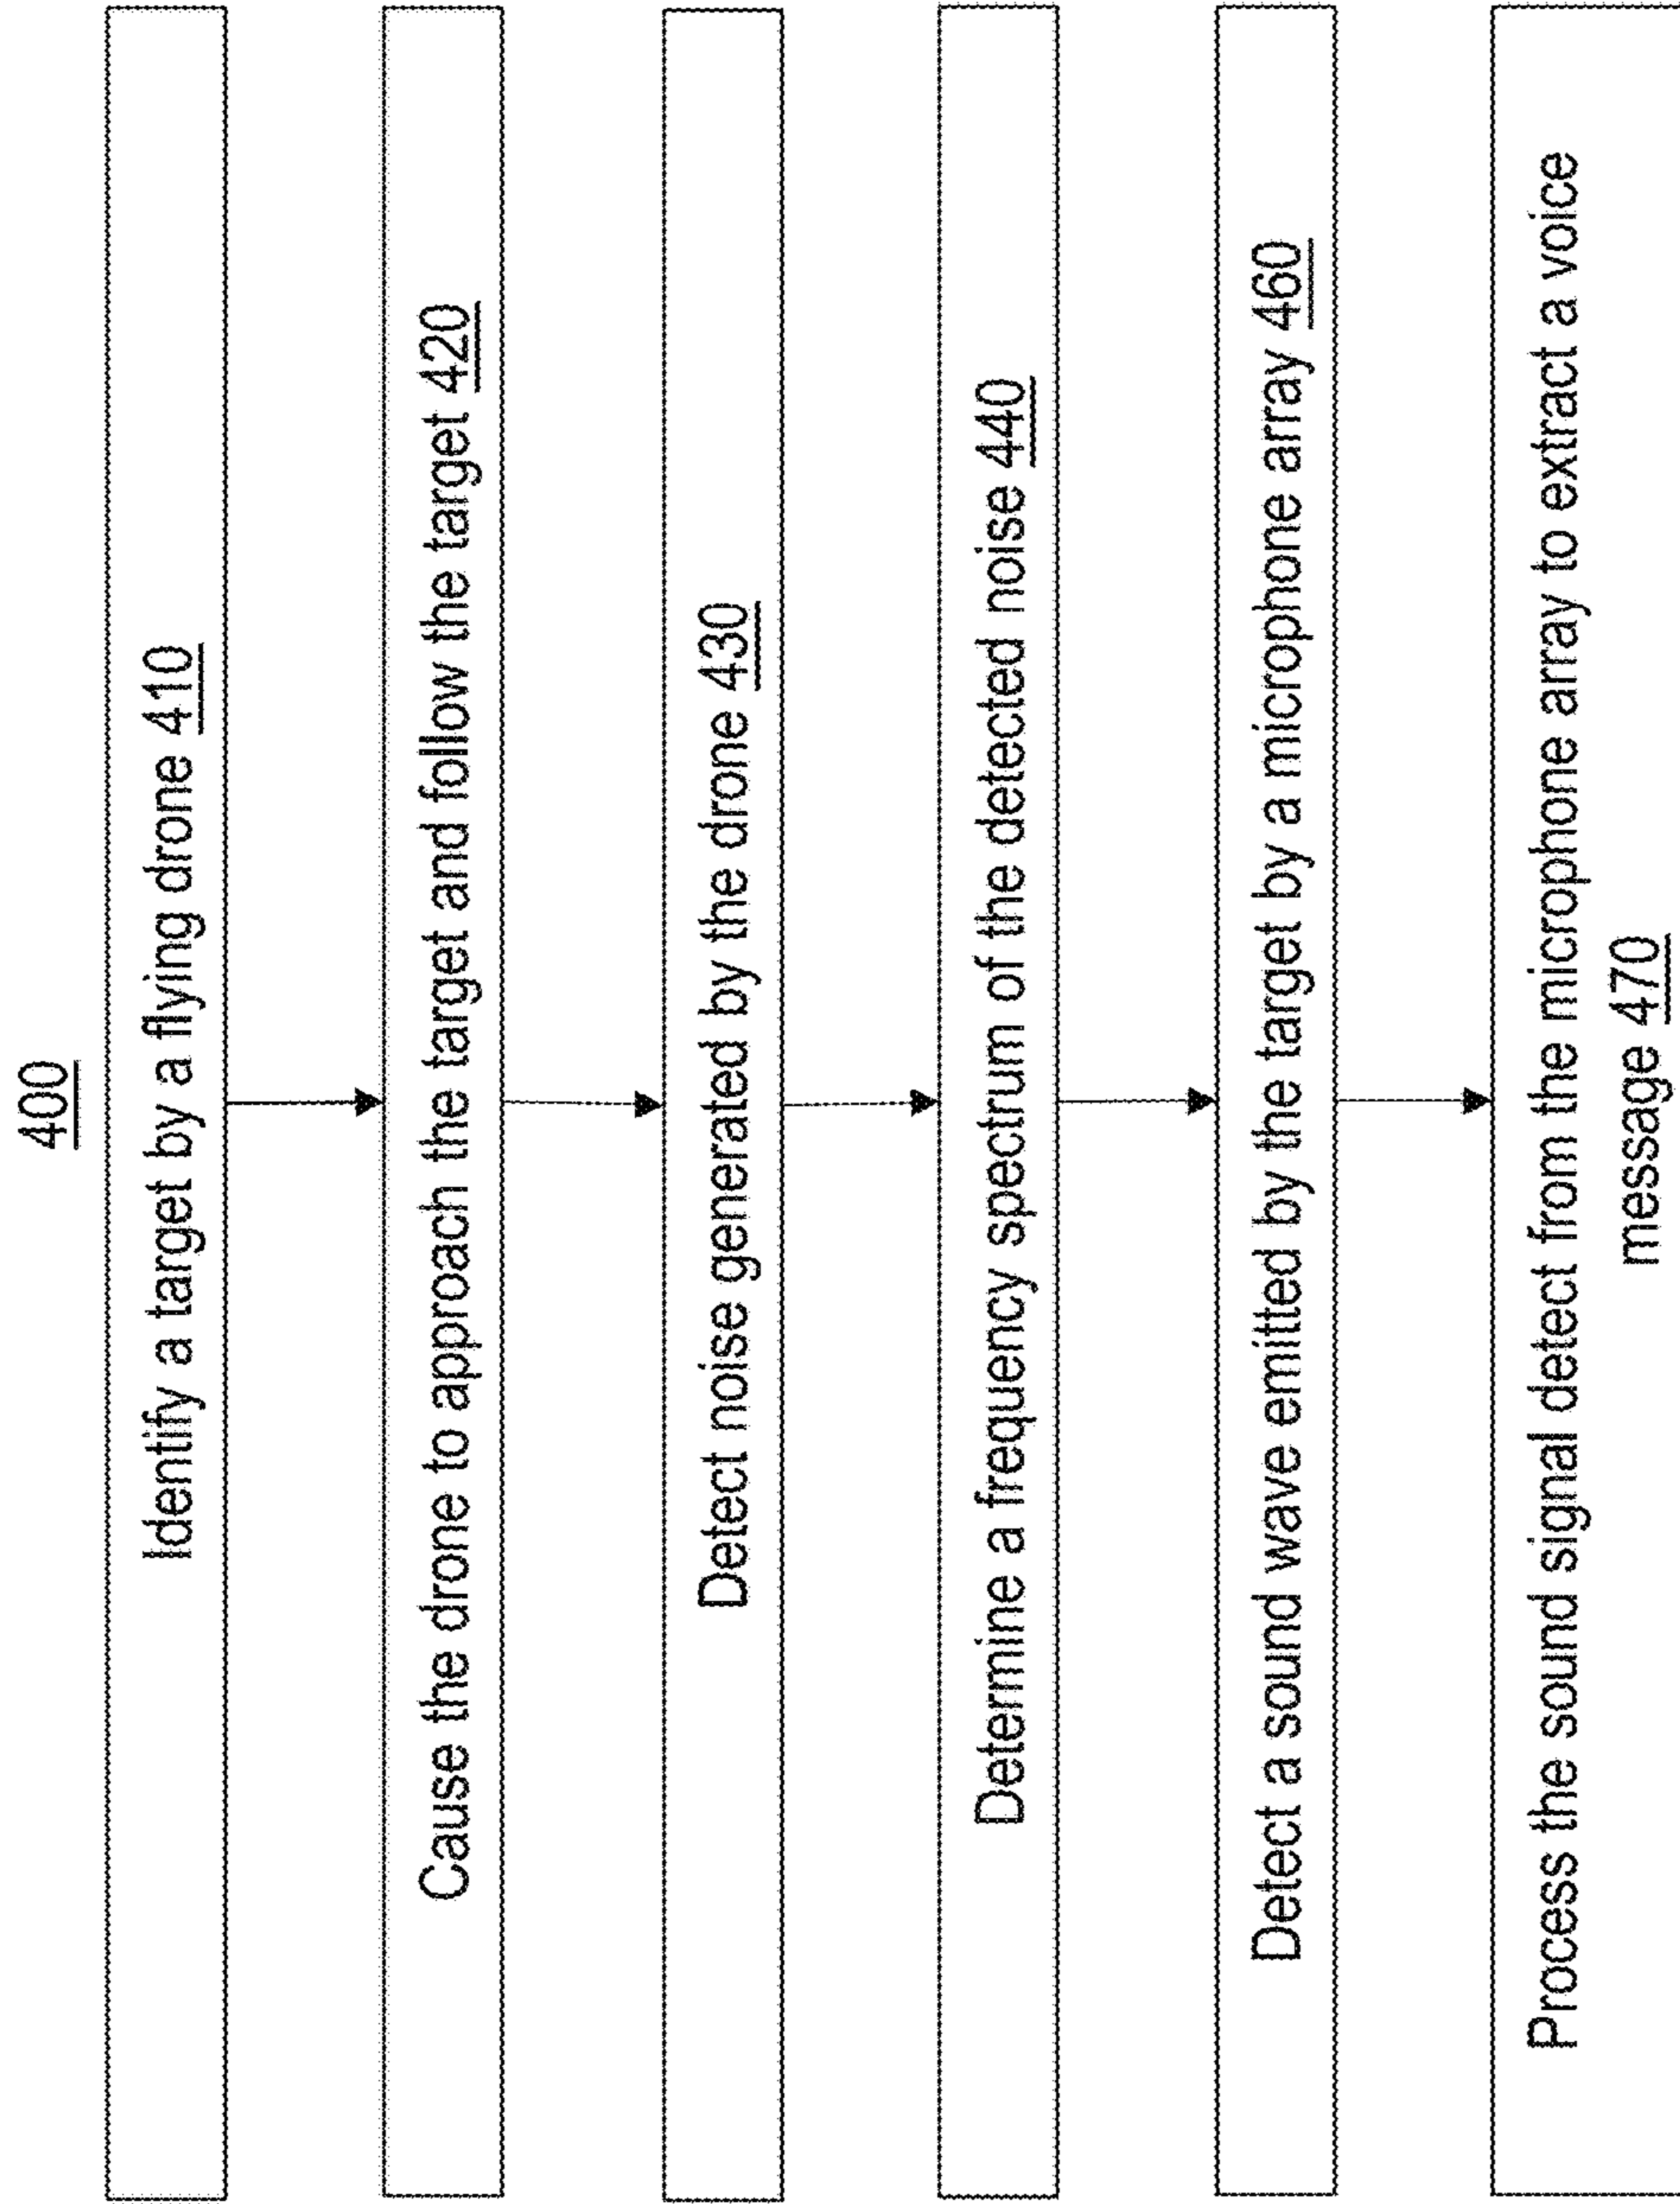 400
Identify a target by a flying drone 410
Cause the drone to approach the target and follow the target 420
Detect noise generated by the drone 430
Determine a frequency spectrum of the detected noise 440
Detect a sound wave emitted by the target by a microphone array 460
Process the sound signal detect from the microphone array to extract a voice
message 470